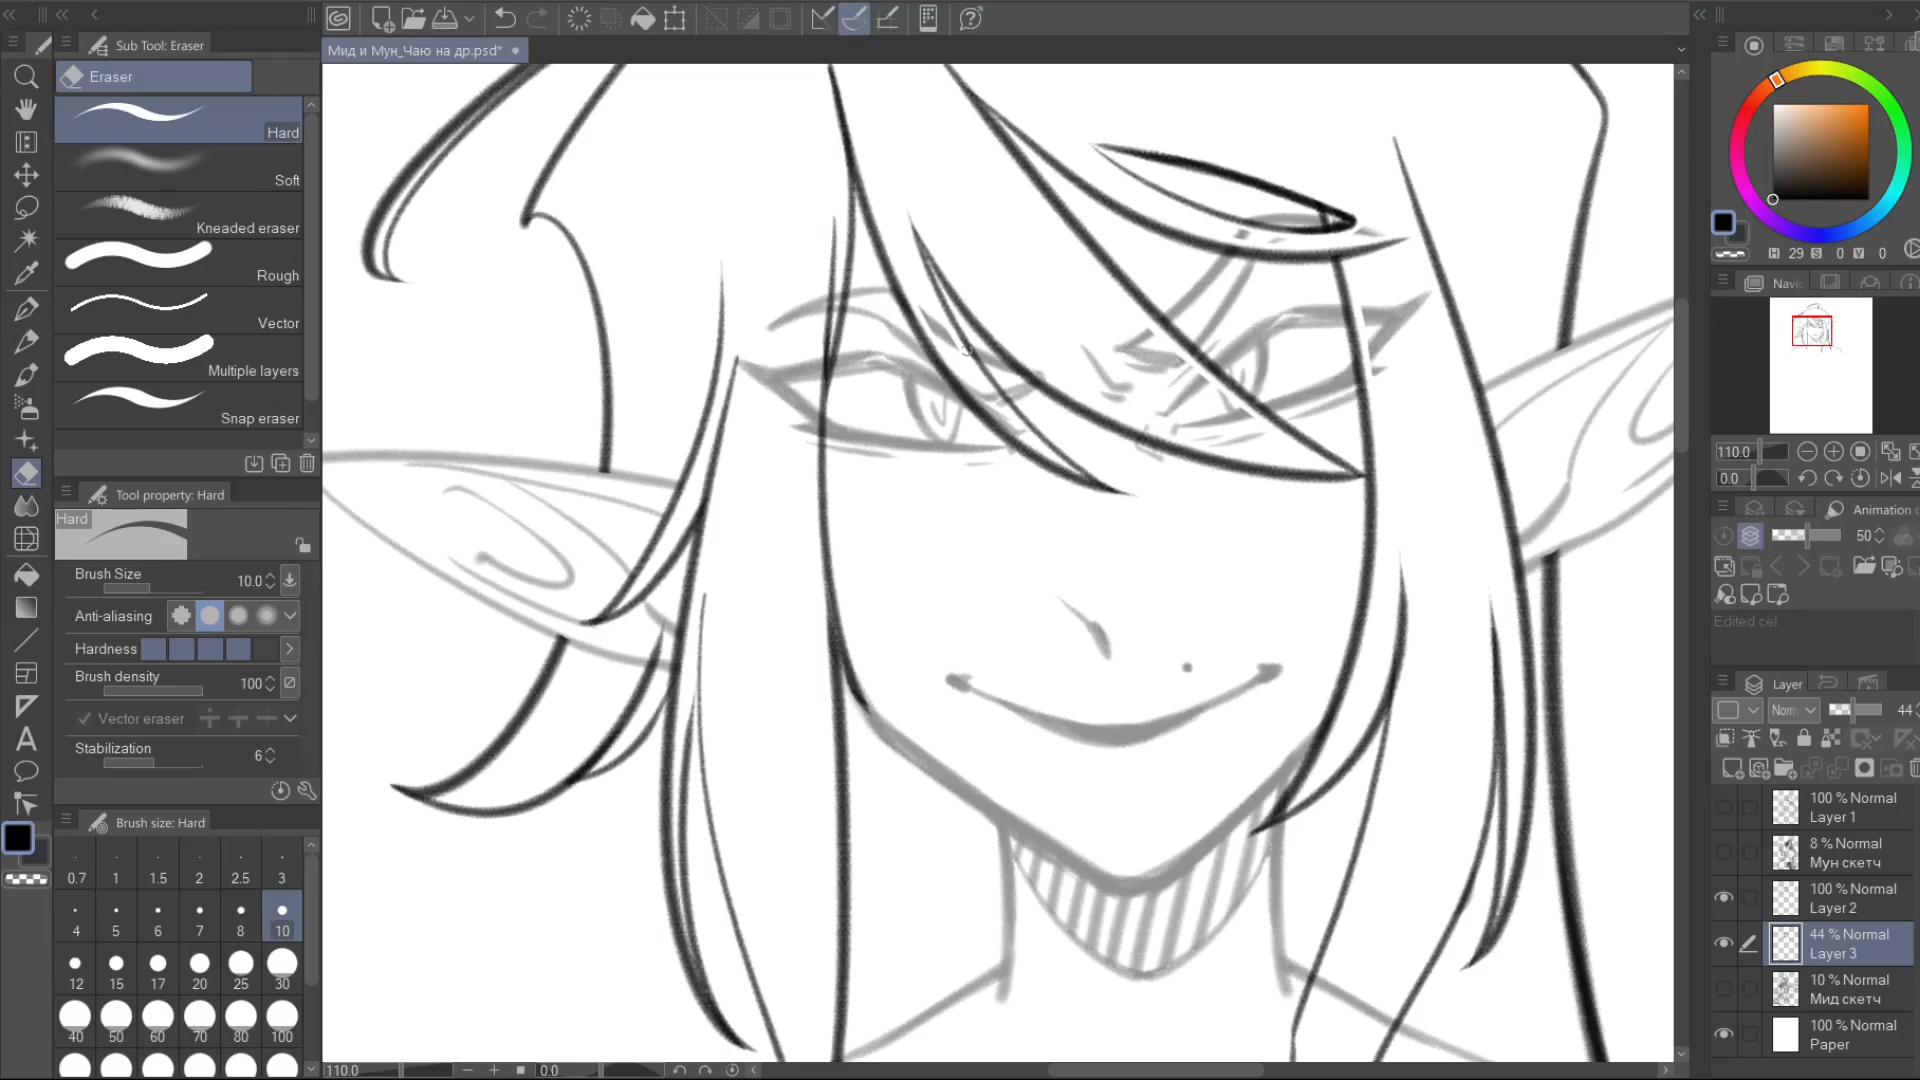 Sub Tool: Eraser
Мид и Мун_Чаю на др.psd*
Eraser
Hard
Soft
Kneaded eraser
Rough
Vector
Multiple layers
Snap eraser
Tool property: Hard
Hard
Brush Size 10.0
Anti-aliasing
Hardness
Brush density 100
Vector eraser
Stabilization 6
Brush size: Hard
0.7 1 1.5 2 2.5 3
4 5 6 7 8 10
12 15 17 20 25 30
40 50 60 70 80 100
110.0 0.0
H 29 S 0 V 0
Navig
110.0
0.0
Animation c
50
Edited cel
Layer
Norm 44
100 % Normal
Layer 1
8 % Normal
Мун скетч
100 % Normal
Layer 2
44 % Normal
Layer 3
10 % Normal
Мид скетч
100 % Normal
Paper